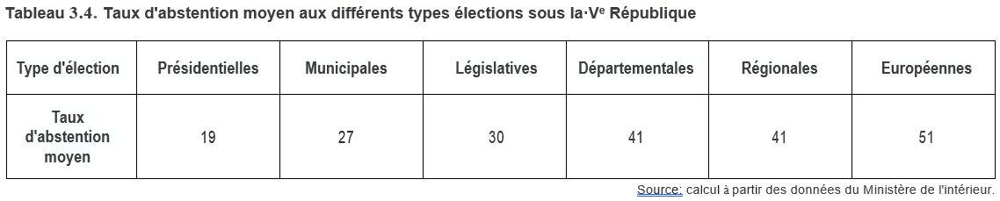 Tableau 3.4. Taux d'abstention moyen aux différents types élections sous la·Vᵉ République
Type d'élection Présidentielles Municipales Législatives Départementales Régionales Européennes
Taux
d'abstention
moyen
19 27 30 41 41 51
Source: calcul à partir des données du Ministère de l'intérieur.